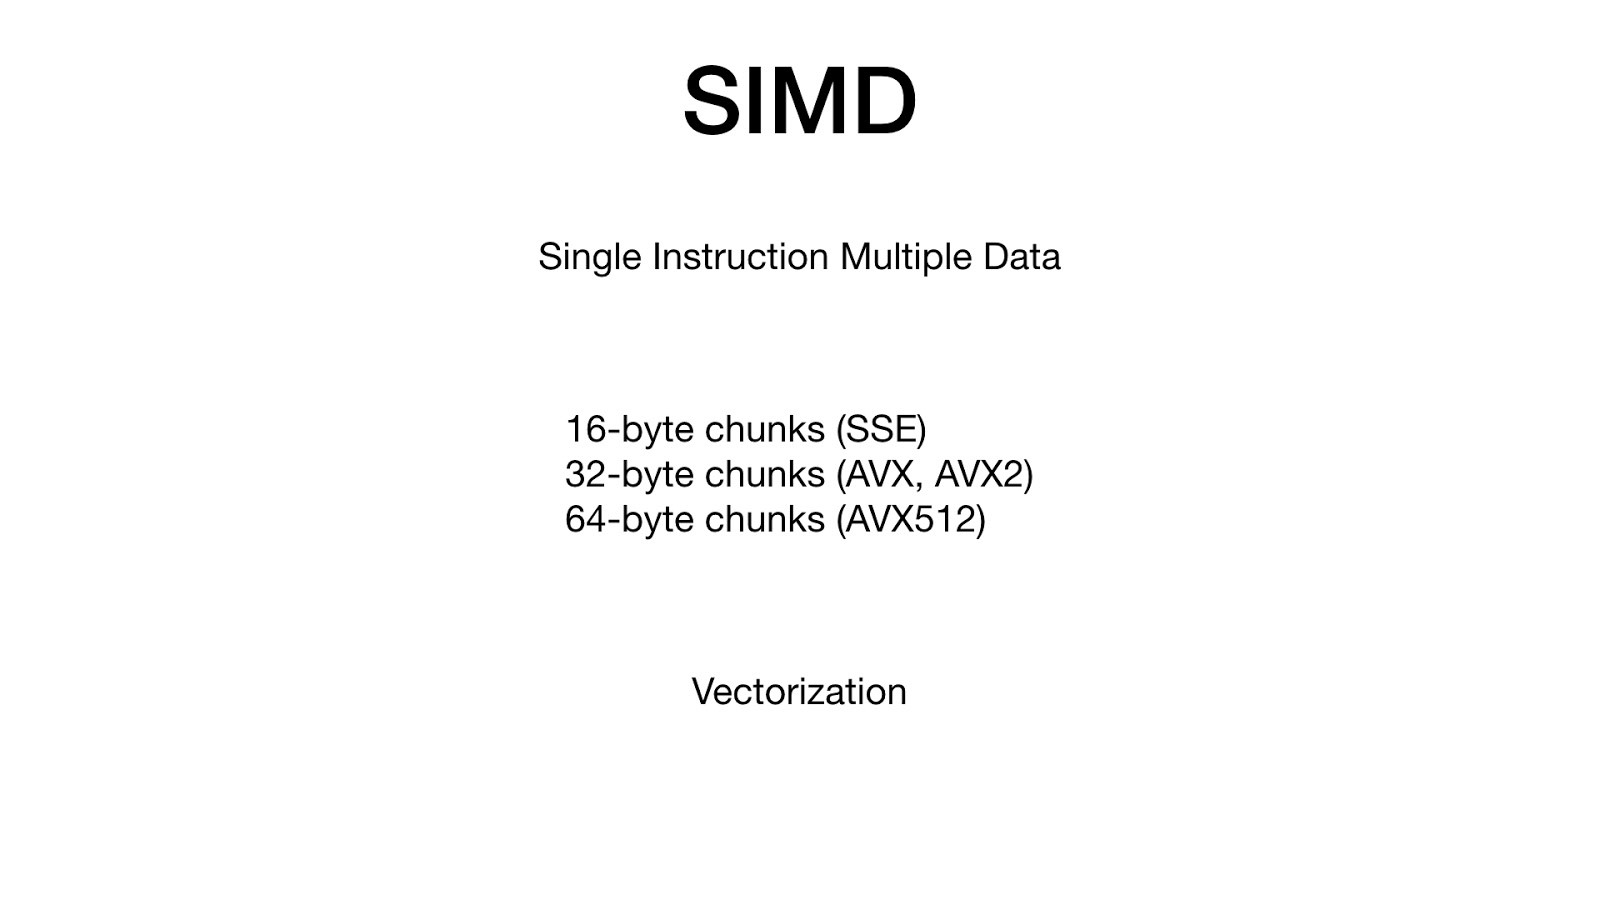 SIMD
Single Instruction Multiple Data
16-byte chunks (SSE)
32-byte chunks (AVX, AVX2)
64-byte chunks (AVX512)
Vectorization